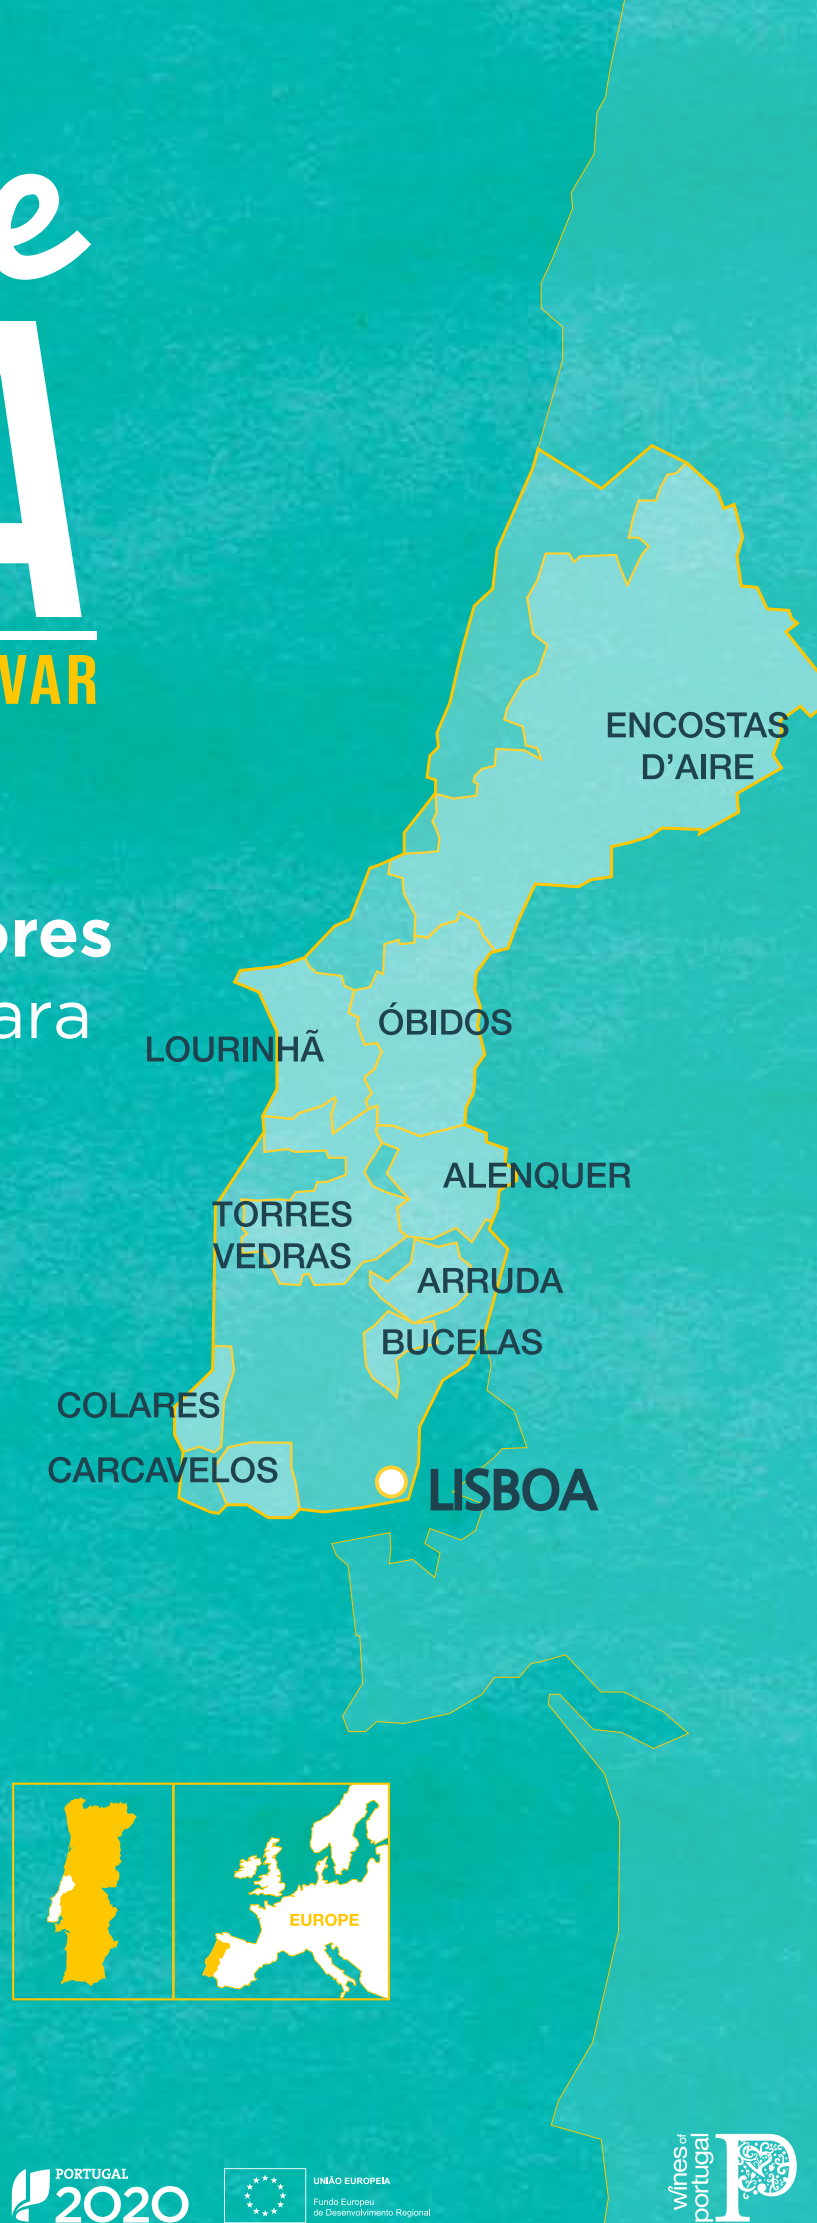 e
A
VAR
ores
ara
ENCOSTAS
D'AIRE
ÓBIDOS
LOURINHÃ
ALENQUER
TORRES
VEDRAS
ARRUDA
BUCELAS
COLARES
CARCAVELOS
LISBOA
EUROPE
PORTUGAL
2020
UNIÃO EUROPEIA
Fundo Europeu
de Desenvolvimento Regional
wines of
portugal
P